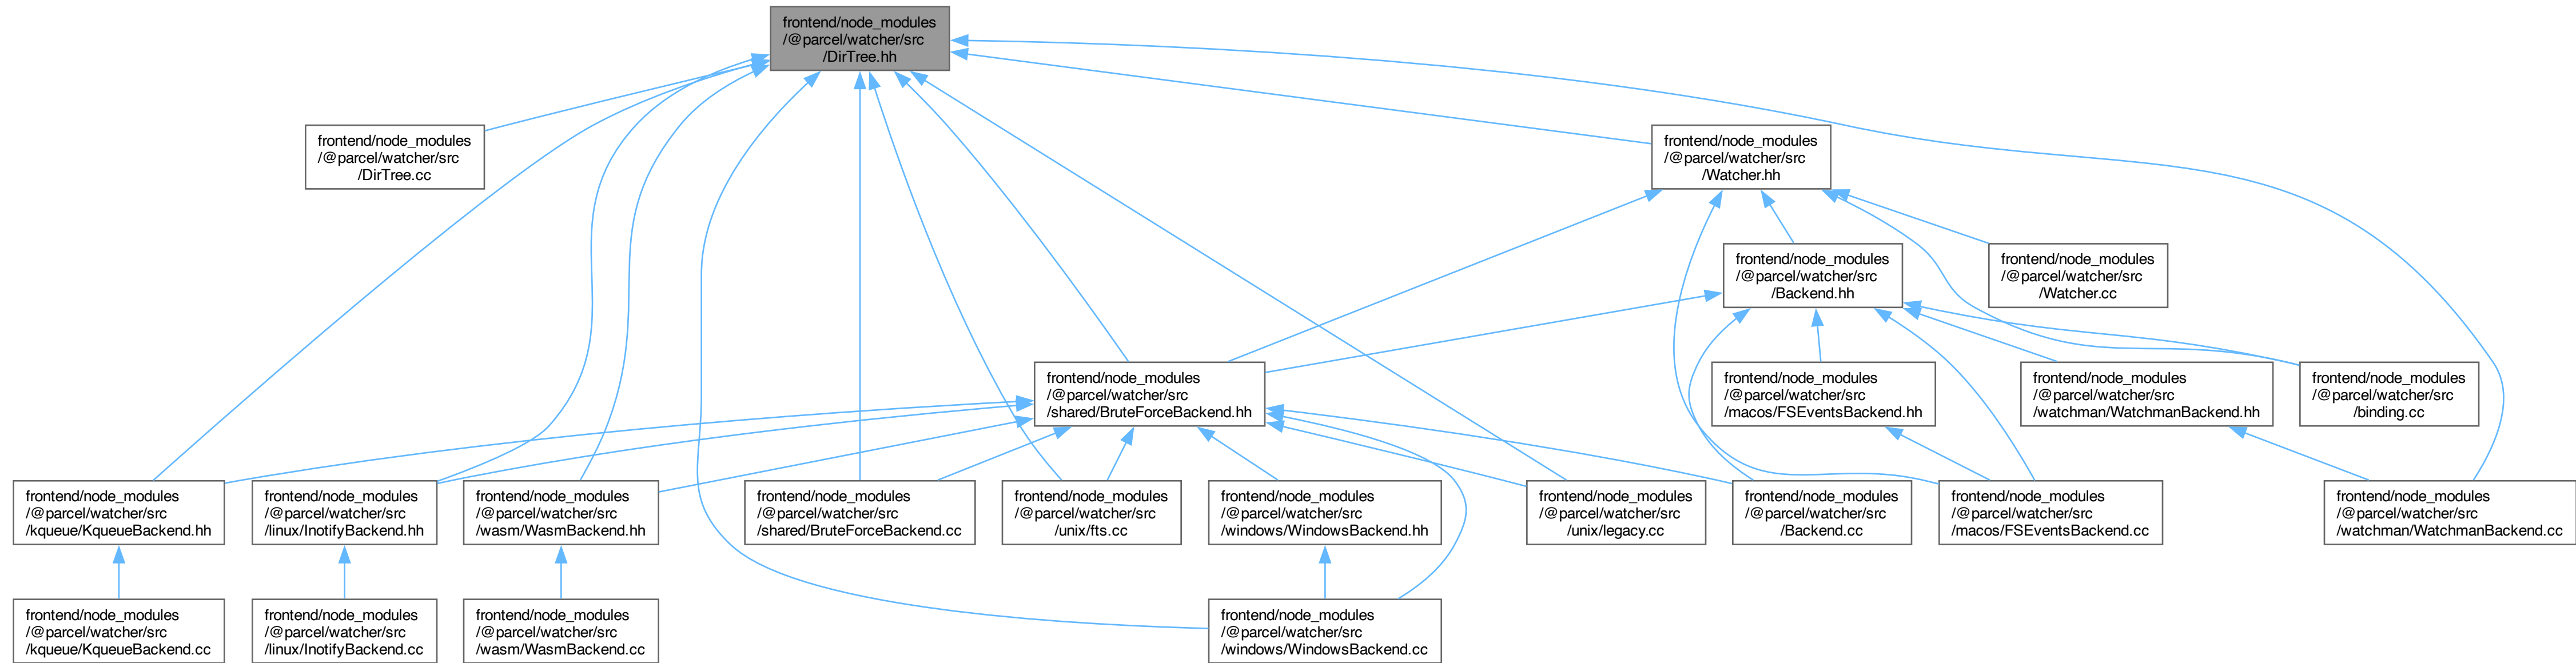 frontend/node_modules
/@parcel/watcher/src
/DirTree.hh
frontend/node_modules
/@parcel/watcher/src
/DirTree.cc
frontend/node_modules
/@parcel/watcher/src
/Watcher.hh
frontend/node_modules
/@parcel/watcher/src
/Backend.hh
frontend/node_modules
/@parcel/watcher/src
/Watcher.cc
frontend/node_modules
/@parcel/watcher/src
/shared/BruteForceBackend.hh
frontend/node_modules
/@parcel/watcher/src
/macos/FSEventsBackend.hh
frontend/node_modules
/@parcel/watcher/src
/watchman/WatchmanBackend.hh
frontend/node_modules
/@parcel/watcher/src
/binding.cc
frontend/node_modules
/@parcel/watcher/src
/kqueue/KqueueBackend.hh
frontend/node_modules
/@parcel/watcher/src
/linux/InotifyBackend.hh
frontend/node_modules
/@parcel/watcher/src
/wasm/WasmBackend.hh
frontend/node_modules
/@parcel/watcher/src
/shared/BruteForceBackend.cc
frontend/node_modules
/@parcel/watcher/src
/unix/fts.cc
frontend/node_modules
/@parcel/watcher/src
/windows/WindowsBackend.hh
frontend/node_modules
/@parcel/watcher/src
/unix/legacy.cc
frontend/node_modules
/@parcel/watcher/src
/Backend.cc
frontend/node_modules
/@parcel/watcher/src
/macos/FSEventsBackend.cc
frontend/node_modules
/@parcel/watcher/src
/watchman/WatchmanBackend.cc
frontend/node_modules
/@parcel/watcher/src
/kqueue/KqueueBackend.cc
frontend/node_modules
/@parcel/watcher/src
/linux/InotifyBackend.cc
frontend/node_modules
/@parcel/watcher/src
/wasm/WasmBackend.cc
frontend/node_modules
/@parcel/watcher/src
/windows/WindowsBackend.cc